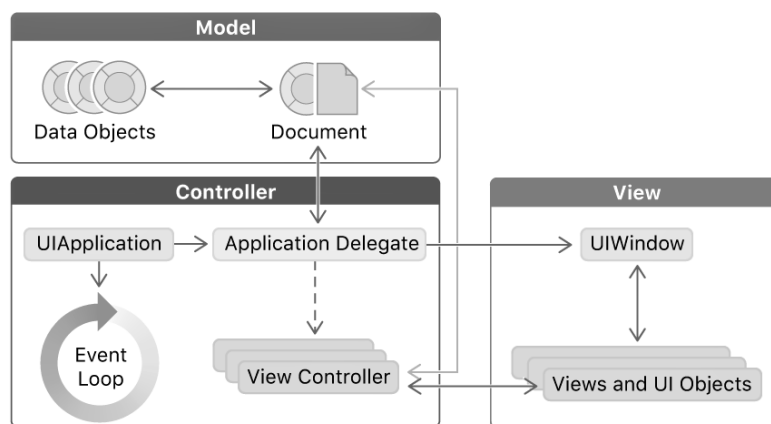 Model
Data Objects
Document
Controller
View
UIApplication
Application Delegate
UIWindow
Event
Loop
View Controller
Views and UI Objects